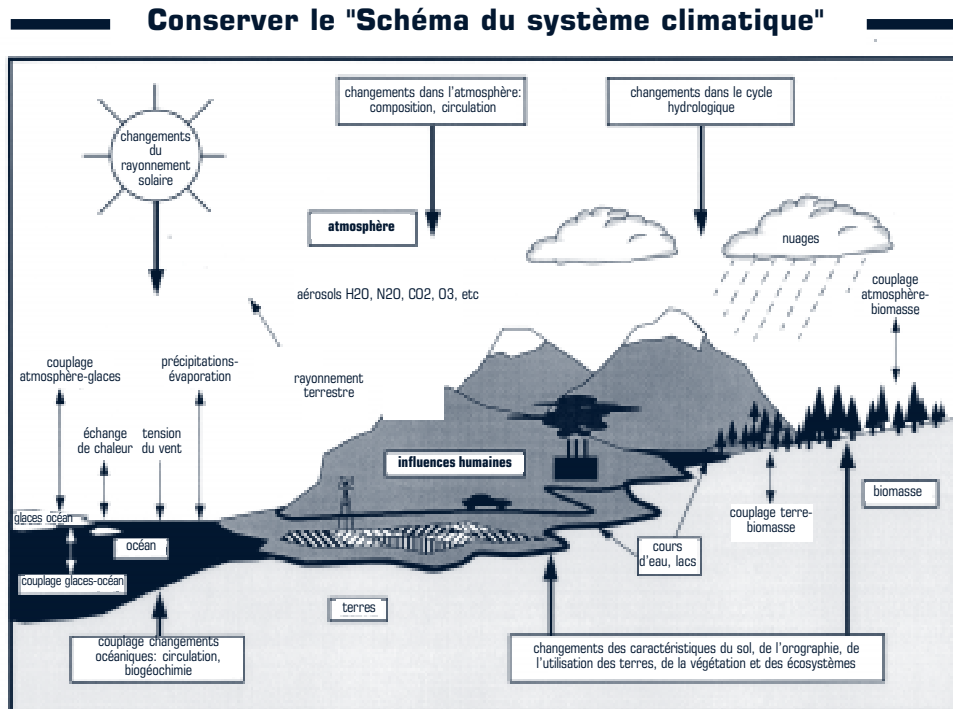 Conserver le "Schéma du système climatique"
changements dans l'atmosphère:
composition, circulation
changements dans le cycle
hydrologique
changements
du
rayonnement
solaire
atmosphère
nuages
aérosols H2O, N2O, CO2, O3, etc
couplage
atmosphère-
biomasse
couplage
atmosphère-glaces
précipitations-
évaporation
rayonnement
terrestre
échange
de chaleur
tension
du vent
influences humaines
biomasse
glaces océan
océan
couplage terre-
biomasse
cours
d'eau, lacs
couplage glaces-océan
terres
couplage changements
océaniques: circulation,
biogéochimie
changements des caractéristiques du sol, de l'orographie, de
l'utilisation des terres, de la végétation et des écosystèmes